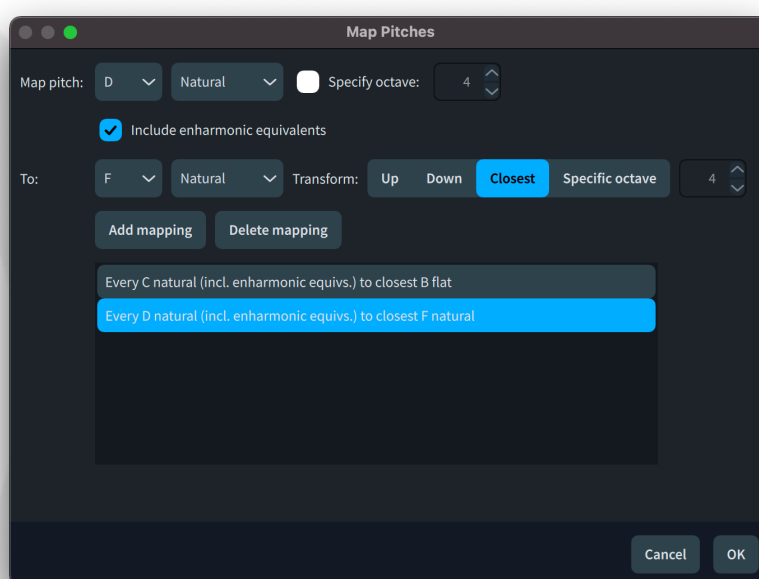 Map Pitches
Map pitch: D Natural Specify octave: 4
Include enharmonic equivalents
To: F Natural Transform: Up Down Closest Specific octave 4
Add mapping Delete mapping
Every C natural (incl. enharmonic equivs.) to closest B flat
Every D natural (incl. enharmonic equivs.) to closest F natural
Cancel OK